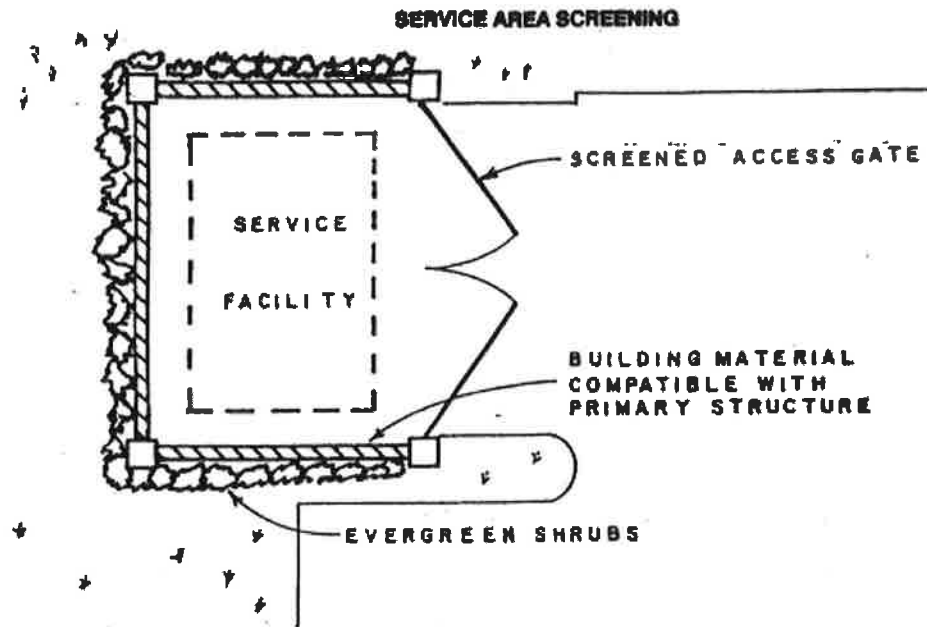 SERVICE AREA SCREENING
SCREENED ACCESS GATE
SERVICE
FACILITY
BUILDING MATERIAL
COMPATIBLE WITH
PRIMARY STRUCTURE
EVERGREEN SHRUBS